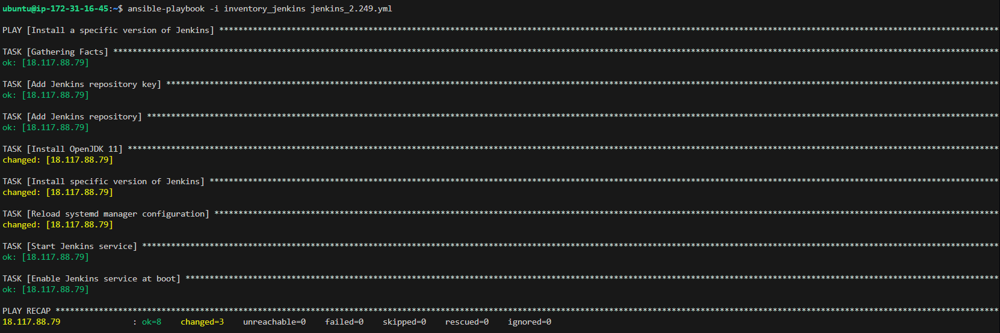 ubuntu@ip-172-31-16-45:~$ ansible-playbook -i inventory_jenkins jenkins_2.249.yml
PLAY [Install a specific version of Jenkins] ******************************************************************************************************************************************************************
TASK [Gathering Facts] ****************************************************************************************************************************************************************************************
ok: [18.117.88.79]
TASK [Add Jenkins repository key] *****************************************************************************************************************************************************************************
ok: [18.117.88.79]
TASK [Add Jenkins repository] *********************************************************************************************************************************************************************************
ok: [18.117.88.79]
TASK [Install OpenJDK 11] *************************************************************************************************************************************************************************************
changed: [18.117.88.79]
TASK [Install specific version of Jenkins] ********************************************************************************************************************************************************************
changed: [18.117.88.79]
TASK [Reload systemd manager configuration] *******************************************************************************************************************************************************************
changed: [18.117.88.79]
TASK [Start Jenkins service] **********************************************************************************************************************************************************************************
ok: [18.117.88.79]
TASK [Enable Jenkins service at boot] *************************************************************************************************************************************************************************
ok: [18.117.88.79]
PLAY RECAP ****************************************************************************************************************************************************************************************************
18.117.88.79               : ok=8    changed=3    unreachable=0    failed=0    skipped=0    rescued=0    ignored=0